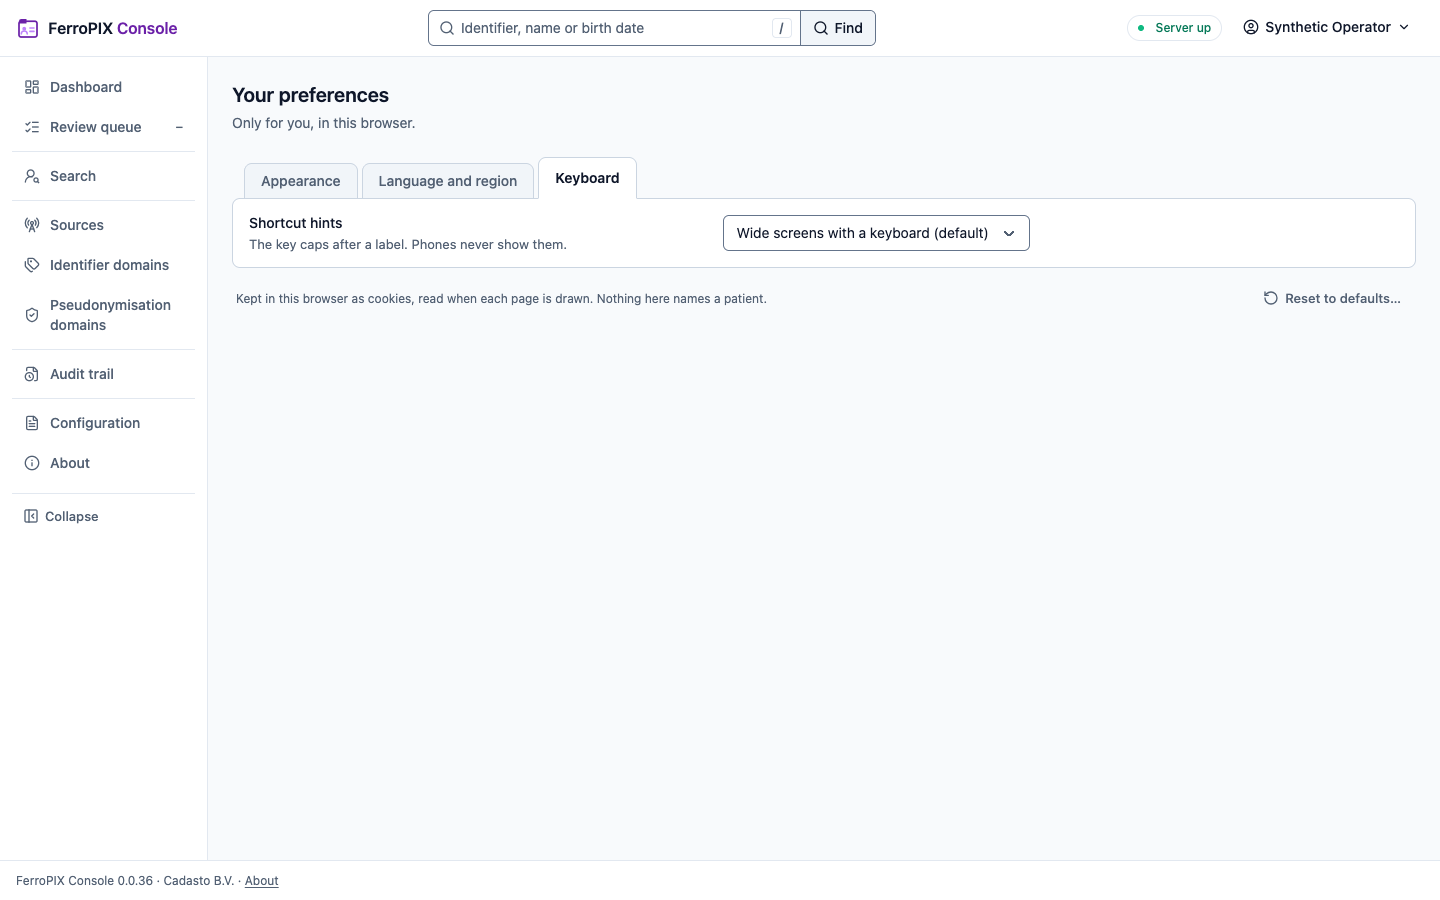 FerroPIX Console
Identifier, name or birth date
/
Find
Server up
Synthetic Operator
Dashboard
Review queue –
Search
Sources
Identifier domains
Pseudonymisation
domains
Audit trail
Configuration
About
Collapse
Your preferences
Only for you, in this browser.
Appearance
Language and region
Keyboard
Shortcut hints
The key caps after a label. Phones never show them.
Wide screens with a keyboard (default)
Kept in this browser as cookies, read when each page is drawn. Nothing here names a patient.
Reset to defaults...
FerroPIX Console 0.0.36 · Cadasto B.V. · About